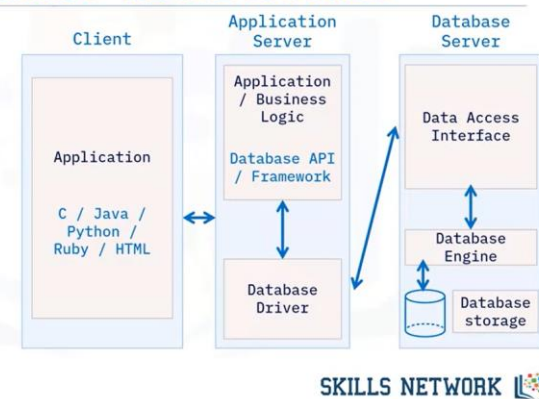 Client
Application
C / Java /
Python /
Ruby / HTML
Application
Server
Application
/ Business
Logic
Database API
/ Framework
Database
Driver
Database
Server
Data Access
Interface
Database
Engine
Database
storage
SKILLS NETWORK